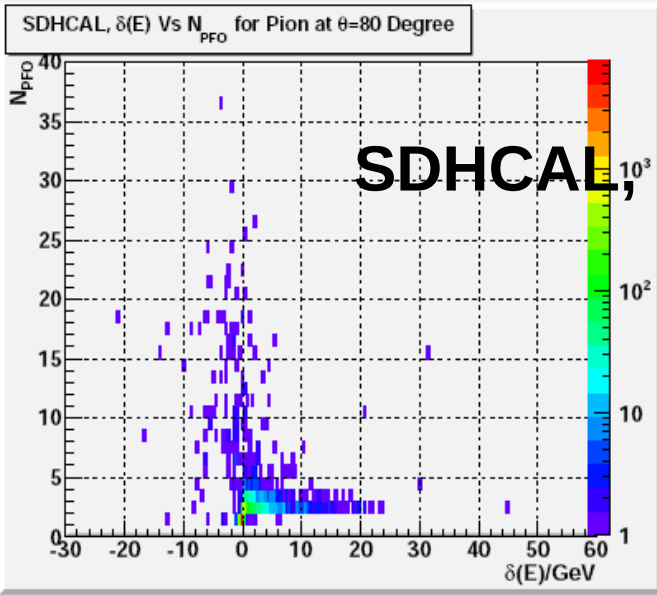 SDHCAL, δ(E) Vs N_PFO for Pion at θ=80 Degree
N_PFO
40
35
30
25
20
15
10
5
0
-30 -20 -10 0 10 20 30 40 50 60
δ(E)/GeV
SDHCAL,
10³
10²
10
1